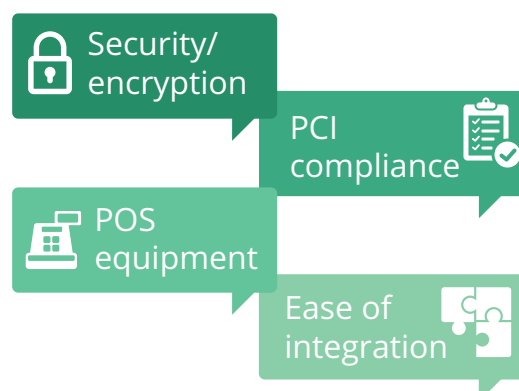 Security/
encryption
PCI
compliance
POS
equipment
Ease of
integration